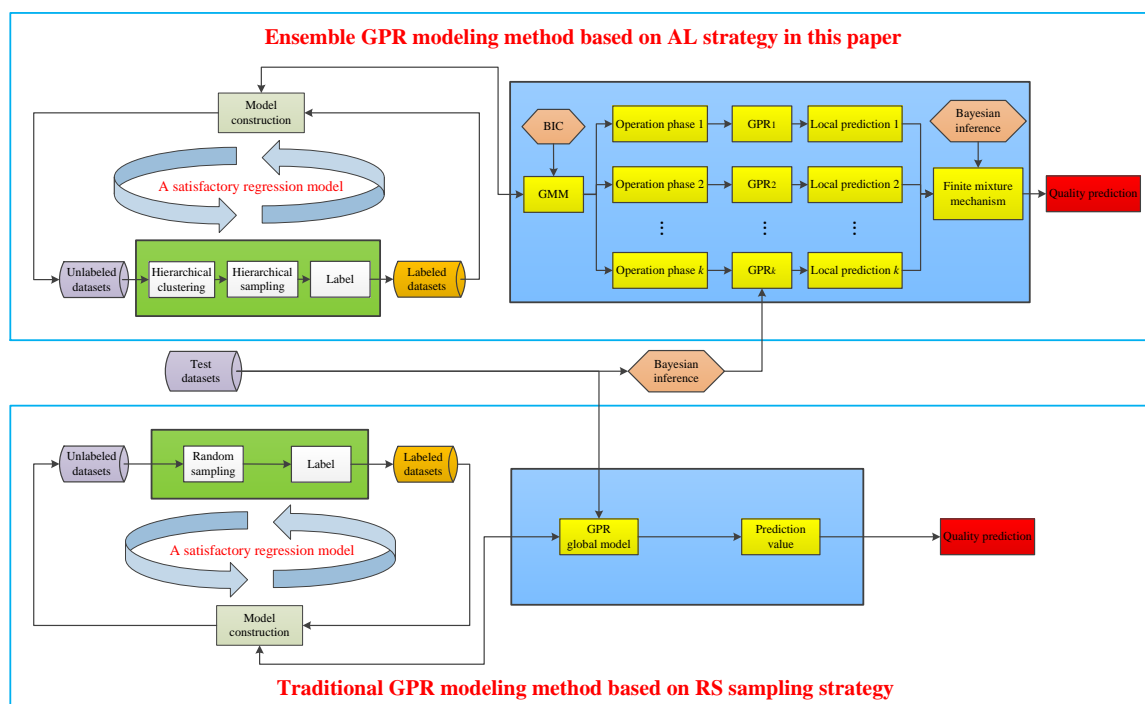 Ensemble GPR modeling method based on AL strategy in this paper
Model
construction
A satisfactory regression model
Unlabeled
datasets
Hierarchical
clustering
Hierarchical
sampling
Label
Labeled
datasets
BIC
GMM
Operation phase 1
GPR1
Local prediction 1
Operation phase 2
GPR2
Local prediction 2
⋮ ⋮ ⋮
Operation phase k
GPRk
Local prediction k
Bayesian
inference
Finite mixture
mechanism
Quality prediction
Test
datasets
Bayesian
inference
Unlabeled
datasets
Random
sampling
Label
Labeled
datasets
A satisfactory regression model
Model
construction
GPR
global model
Prediction
value
Quality prediction
Traditional GPR modeling method based on RS sampling strategy